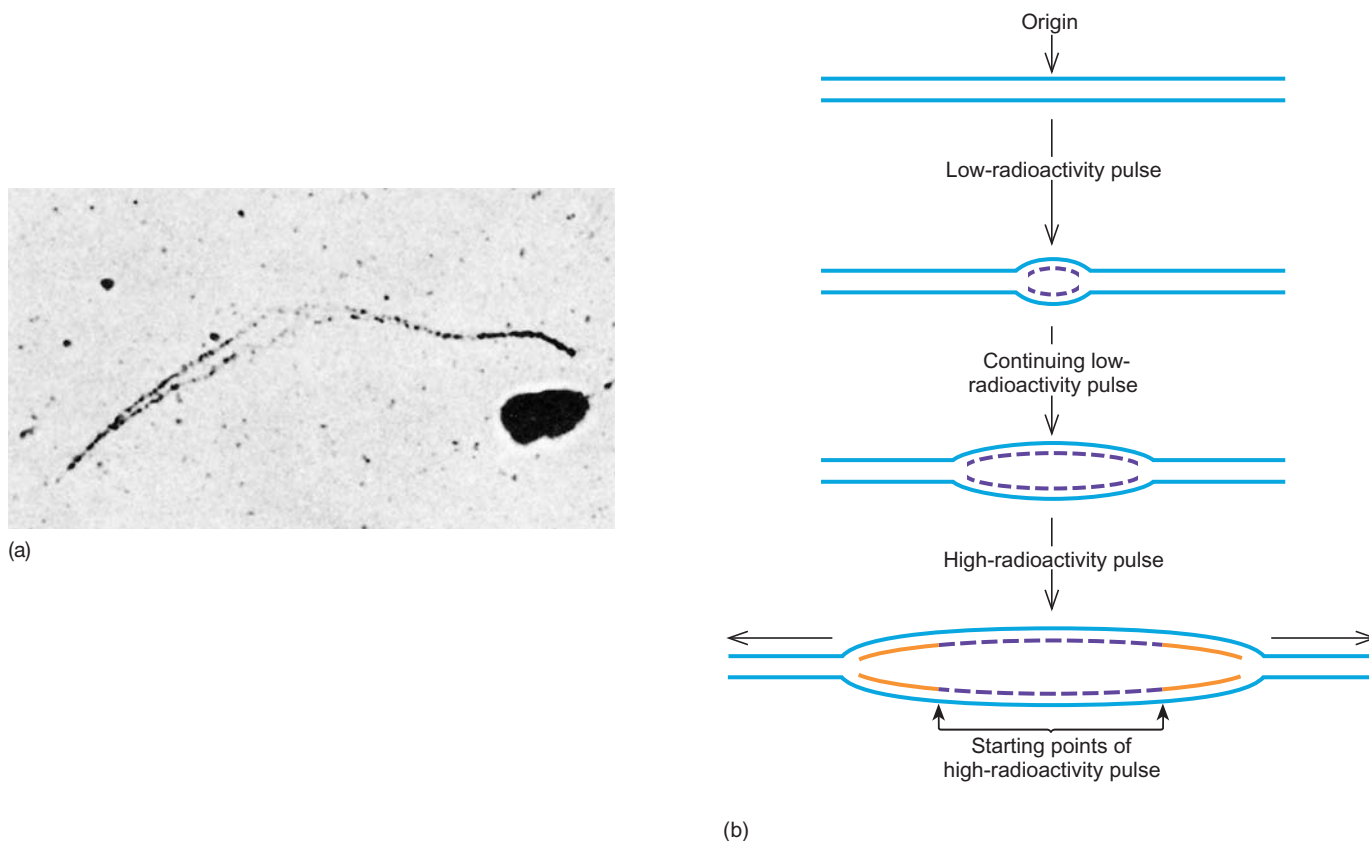 Origin
Low-radioactivity pulse
Continuing low-
radioactivity pulse
(a)
High-radioactivity pulse
Starting points of
high-radioactivity pulse
(b)